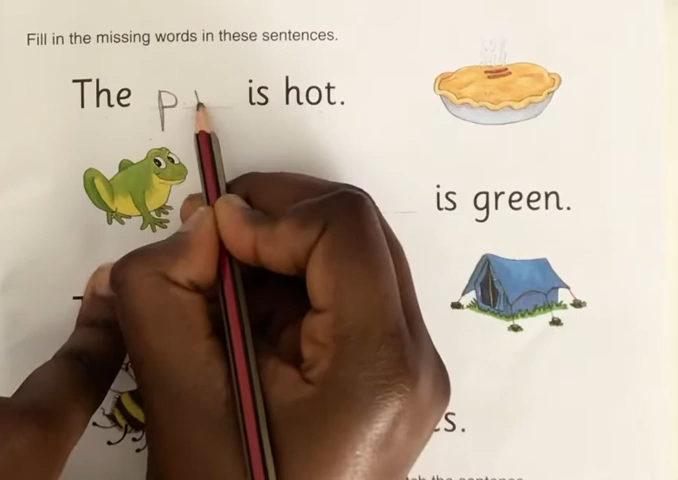 Fill in the missing words in these sentences.
The p is hot.
is green.
s.